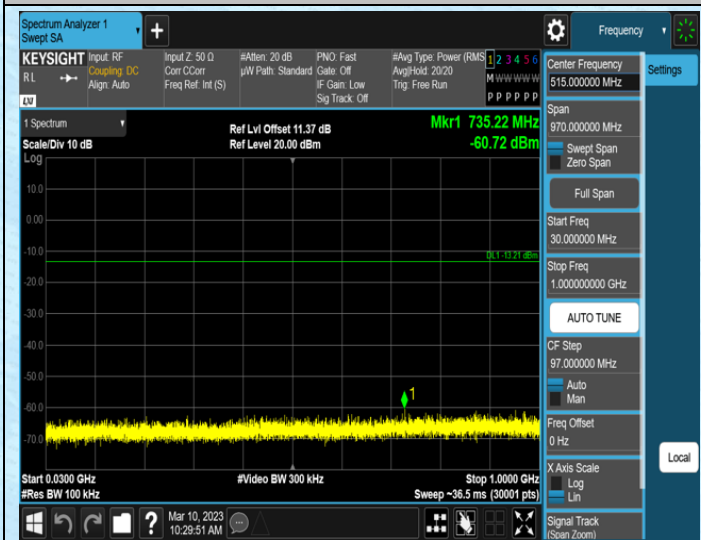 Spectrum Analyzer 1
Swept SA
+
Frequency
KEYSIGHT
RL
Input: RF
Coupling: DC
Align: Auto
Input Z: 50 Ω
Corr CCorr
Freq Ref: Int (S)
#Atten: 20 dB
µW Path: Standard
PNO: Fast
Gate: Off
IF Gain: Low
Sig Track: Off
#Avg Type: Power (RMS
Avg|Hold: 20/20
Trig: Free Run
1 2 3 4 5 6
M W W W W W
P P P P P P
LXI
1 Spectrum
Scale/Div 10 dB
Log
Ref Lvl Offset 11.37 dB
Ref Level 20.00 dBm
Mkr1 735.22 MHz
-60.72 dBm
10.0
0.00
-10.0
-20.0
-30.0
-40.0
-50.0
-60.0
-70.0
DL1 -13.21 dBm
1
Start 0.0300 GHz
#Res BW 100 kHz
#Video BW 300 kHz
Stop 1.0000 GHz
Sweep ~36.5 ms (30001 pts)
?
Mar 10, 2023
10:29:51 AM
Center Frequency
515.000000 MHz
Span
970.000000 MHz
Swept Span
Zero Span
Full Span
Start Freq
30.000000 MHz
Stop Freq
1.000000000 GHz
AUTO TUNE
CF Step
97.000000 MHz
Auto
Man
Freq Offset
0 Hz
X Axis Scale
Log
Lin
Signal Track
(Span Zoom)
Settings
Local